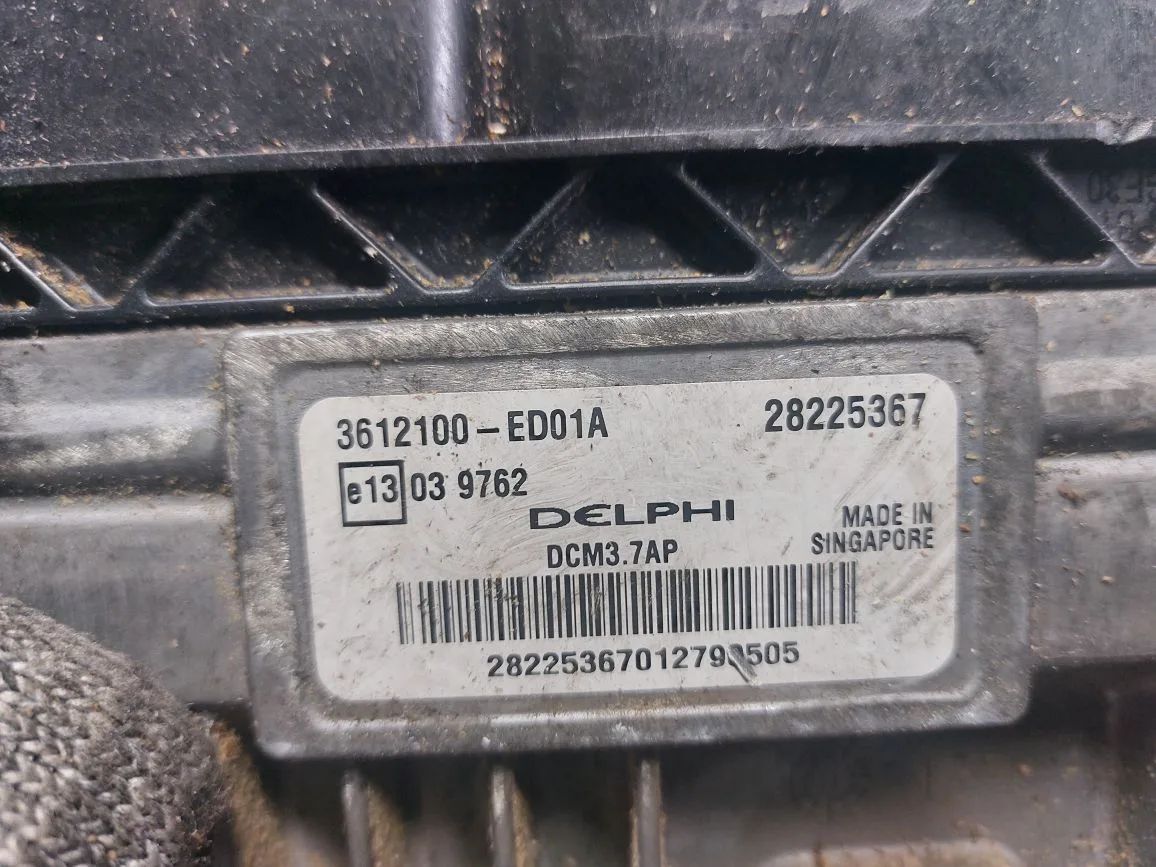 3612100-ED01A 28225367
e13 03 9762
DELPHI
MADE IN
SINGAPORE
DCM3.7AP